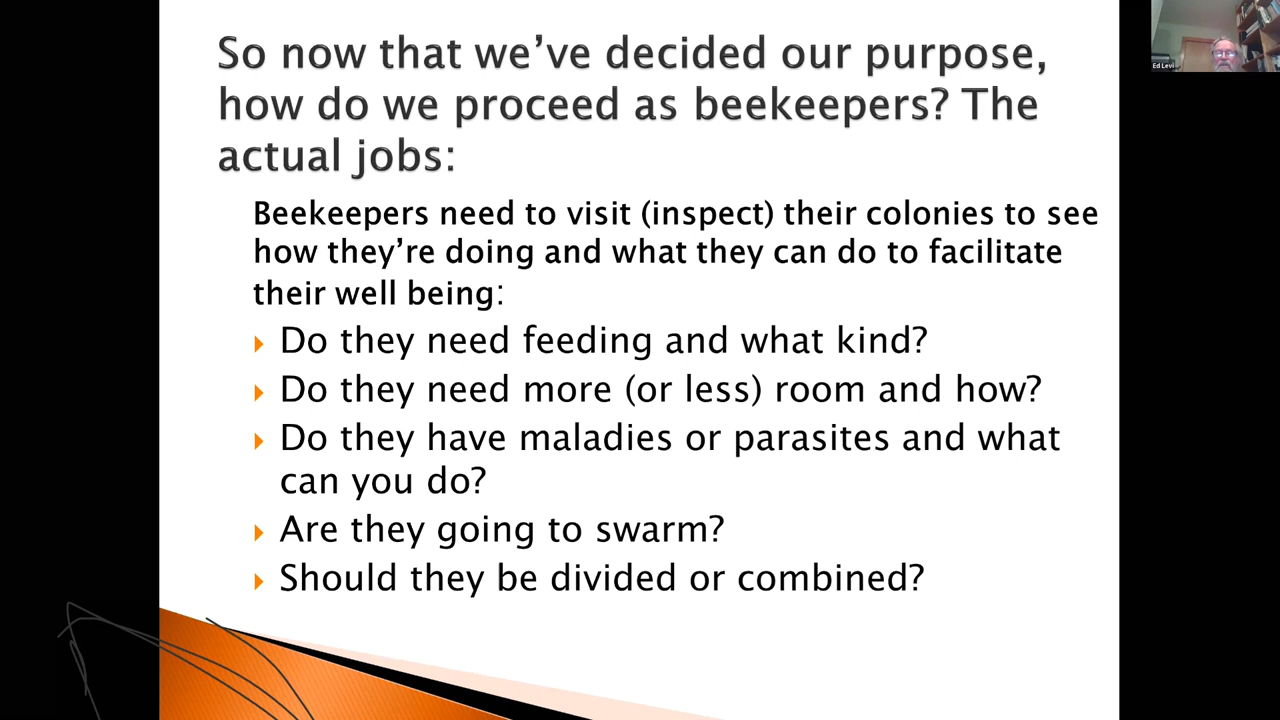 So now that we’ve decided our purpose,
how do we proceed as beekeepers? The
actual jobs:
Beekeepers need to visit (inspect) their colonies to see
how they’re doing and what they can do to facilitate
their well being:
Do they need feeding and what kind?
Do they need more (or less) room and how?
Do they have maladies or parasites and what
can you do?
Are they going to swarm?
Should they be divided or combined?
Ed Levi